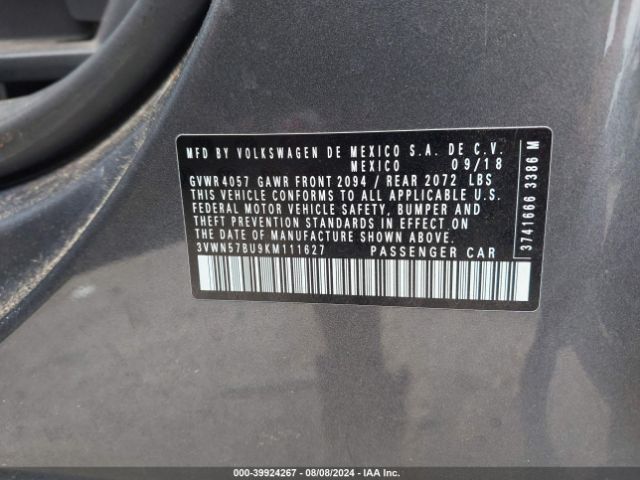 MFD BY VOLKSWAGEN DE MEXICO S.A. DE C.V.
MEXICO 09/18
GVWR4057 GAWR FRONT 2094 / REAR 2072 LBS
THIS VEHICLE CONFORMS TO ALL APPLICABLE U.S.
FEDERAL MOTOR VEHICLE SAFETY, BUMPER AND
THEFT PREVENTION STANDARDS IN EFFECT ON
THE DATE OF MANUFACTURE SHOWN ABOVE.
3VWN57BU9KM111627 PASSENGER CAR
3741666 3386 M
000-39924267 - 08/08/2024 - IAA Inc.